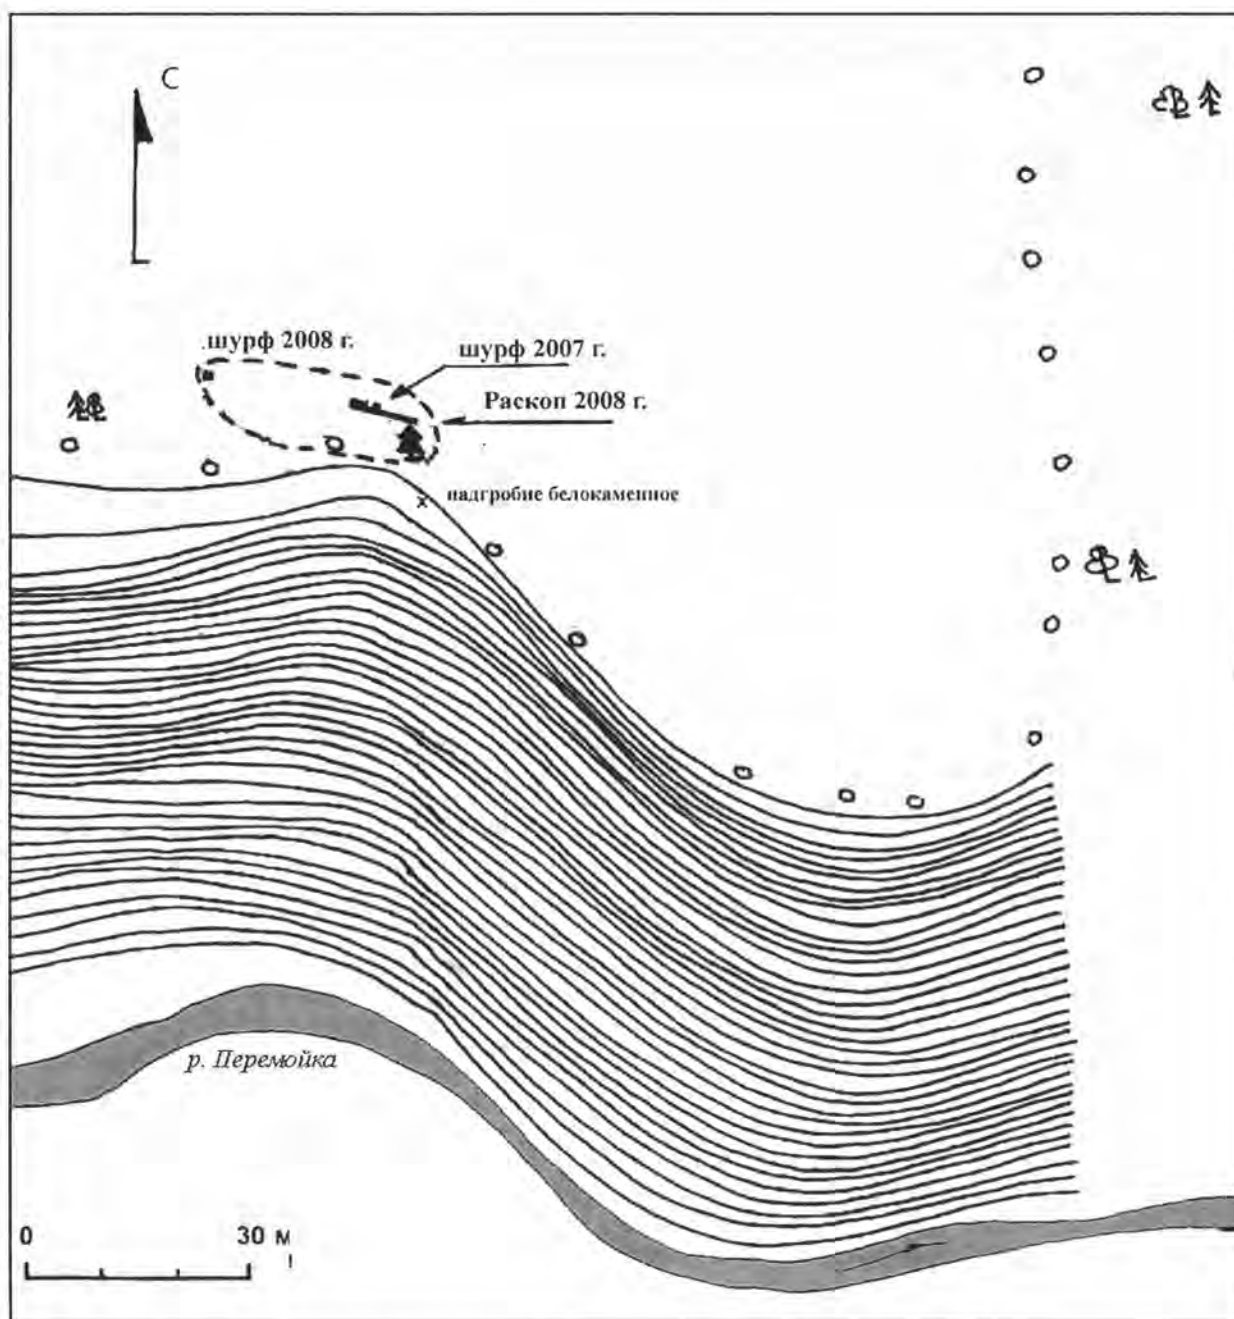 С
шурф 2008 г.
шурф 2007 г.
Раскоп 2008 г.
надгробие белокаменное
р. Перемойка
0 30 м